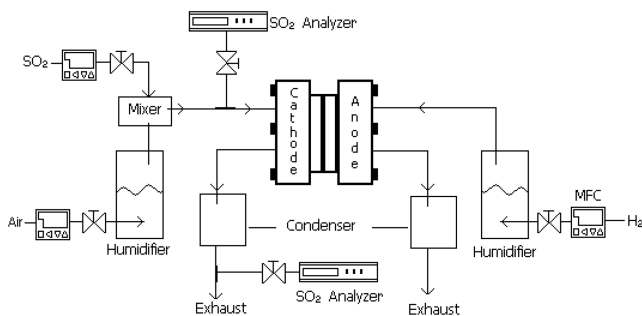 SO₂ Analyzer
SO₂
Mixer
Cathode
Anode
Air
Humidifier
Condenser
Humidifier
MFC
H₂
SO₂ Analyzer
Exhaust
Exhaust